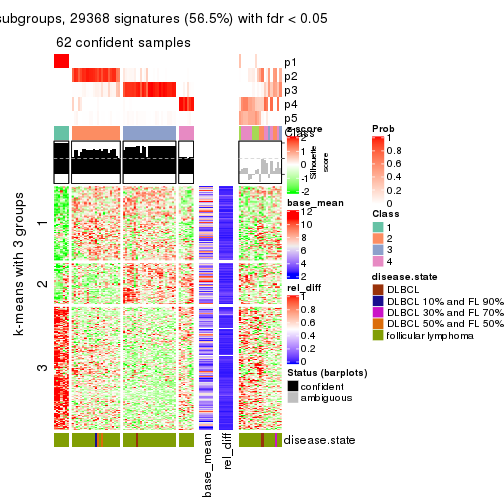 subgroups, 29368 signatures (56.5%) with fdr < 0.05
62 confident samples
p1
p2
p3
p4
p5
Class
Silhouette
score
k-means with 3 groups
1
2
3
base_mean
rel_diff
disease.state
z-score
2
1
0
-1
-2
base_mean
12
10
8
6
4
2
rel_diff
1
0.8
0.6
0.4
0.2
0
Status (barplots)
confident
ambiguous
Prob
1
0.8
0.6
0.4
0.2
0
Class
1
2
3
4
disease.state
DLBCL
DLBCL 10% and FL 90%
DLBCL 30% and FL 70%
DLBCL 50% and FL 50%
follicular lymphoma